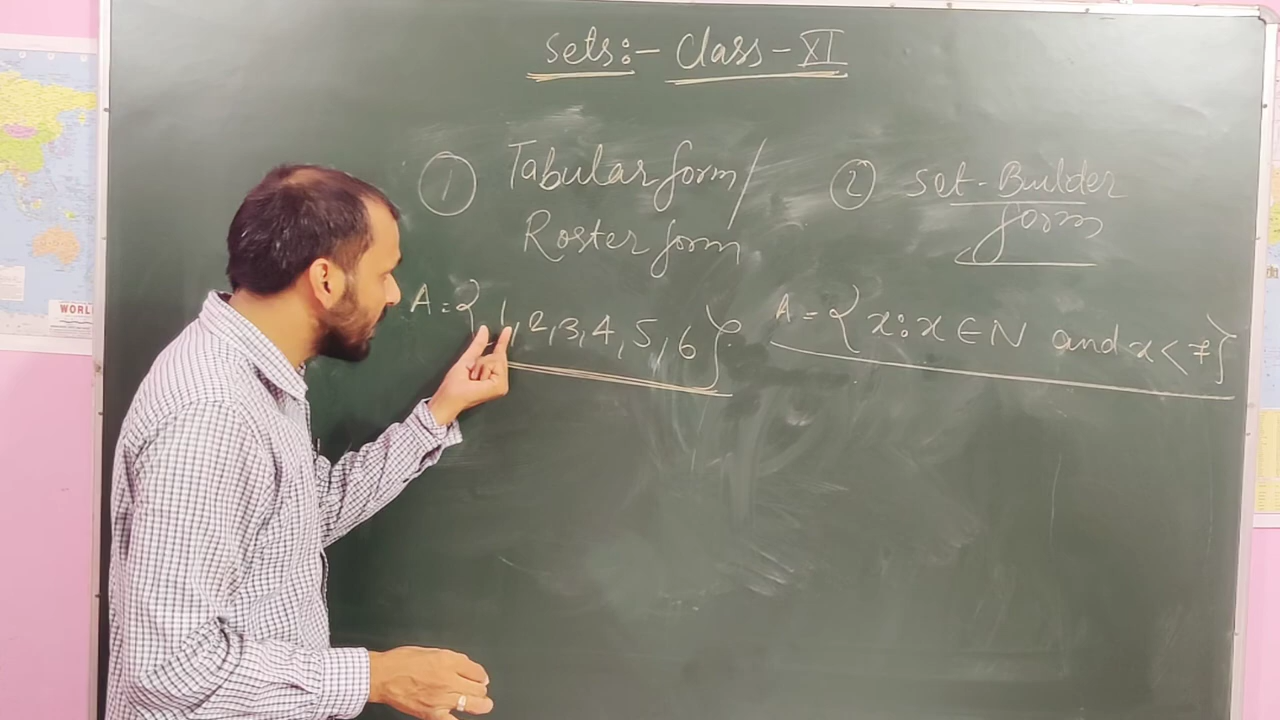 Sets:- Class-XI
① Tabular form/
Roster form
② Set-Builder
form
A = {1, 2, 3, 4, 5, 6}
A = {x : x ∈ N and x < 7}
WORL